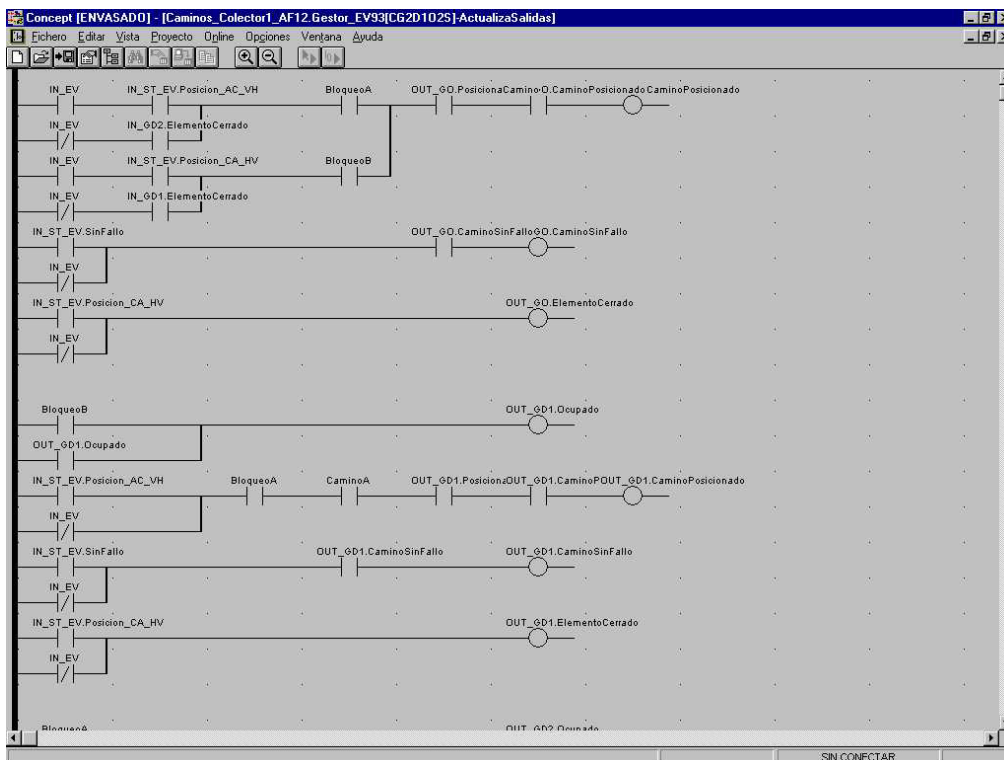 Concept [ENVASADO] - [Caminos_Colector1_AF12.Gestor_EV93[CG2D1O2S]-ActualizaSalidas]
Fichero Editar Vista Proyecto Online Opciones Ventana Ayuda
IN_EV IN_ST_EV.Posicion_AC_VH BloqueoA OUT_GO.PosicionaCamino O.CaminoPosicionado CaminoPosicionado
IN_EV IN_GD2.ElementoCerrado
IN_EV IN_ST_EV.Posicion_CA_HV BloqueoB
IN_EV IN_GD1.ElementoCerrado
IN_ST_EV.SinFallo OUT_GO.CaminoSinFallo GO.CaminoSinFallo
IN_EV
IN_ST_EV.Posicion_CA_HV OUT_GO.ElementoCerrado
IN_EV
BloqueoB OUT_GD1.Ocupado
OUT_GD1.Ocupado
IN_ST_EV.Posicion_AC_VH BloqueoA CaminoA OUT_GD1.Posiciona OUT_GD1.CaminoP OUT_GD1.CaminoPosicionado
IN_EV
IN_ST_EV.SinFallo OUT_GD1.CaminoSinFallo OUT_GD1.CaminoSinFallo
IN_EV
IN_ST_EV.Posicion_CA_HV OUT_GD1.ElementoCerrado
IN_EV
BloqueoA OUT_GD2.Ocupado
SIN CONECTAR